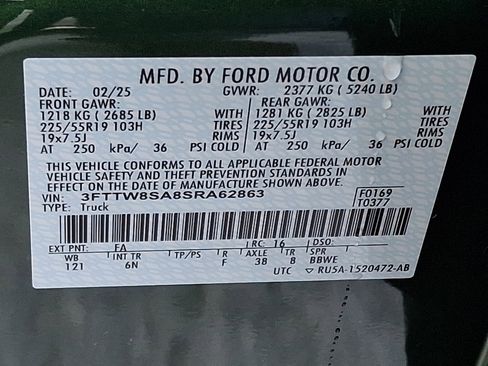 MFD. BY FORD MOTOR CO.
DATE: 02/25 GVWR: 2377 KG ( 5240 LB)
FRONT GAWR: REAR GAWR:
1218 KG ( 2685 LB) WITH 1281 KG ( 2825 LB) WITH
225/55R19 103H TIRES 225/55R19 103H TIRES
19x7.5J RIMS 19x7.5J RIMS
AT 250 kPa/ 36 PSI COLD AT 250 kPa/ 36 PSI COLD
THIS VEHICLE CONFORMS TO ALL APPLICABLE FEDERAL MOTOR
VEHICLE SAFETY AND THEFT PREVENTION STANDARDS IN
EFFECT ON THE DATE OF MANUFACTURE SHOWN ABOVE.
VIN: 3FTTW8SA8SRA62863 F0169
TYPE: Truck T0377
EXT PNT: FA RC: 16 DSO:
WB INT TR TP/PS R AXLE TR SPR
121 6N F 38 8 BBWE
UTC RU5A-1520472-AB